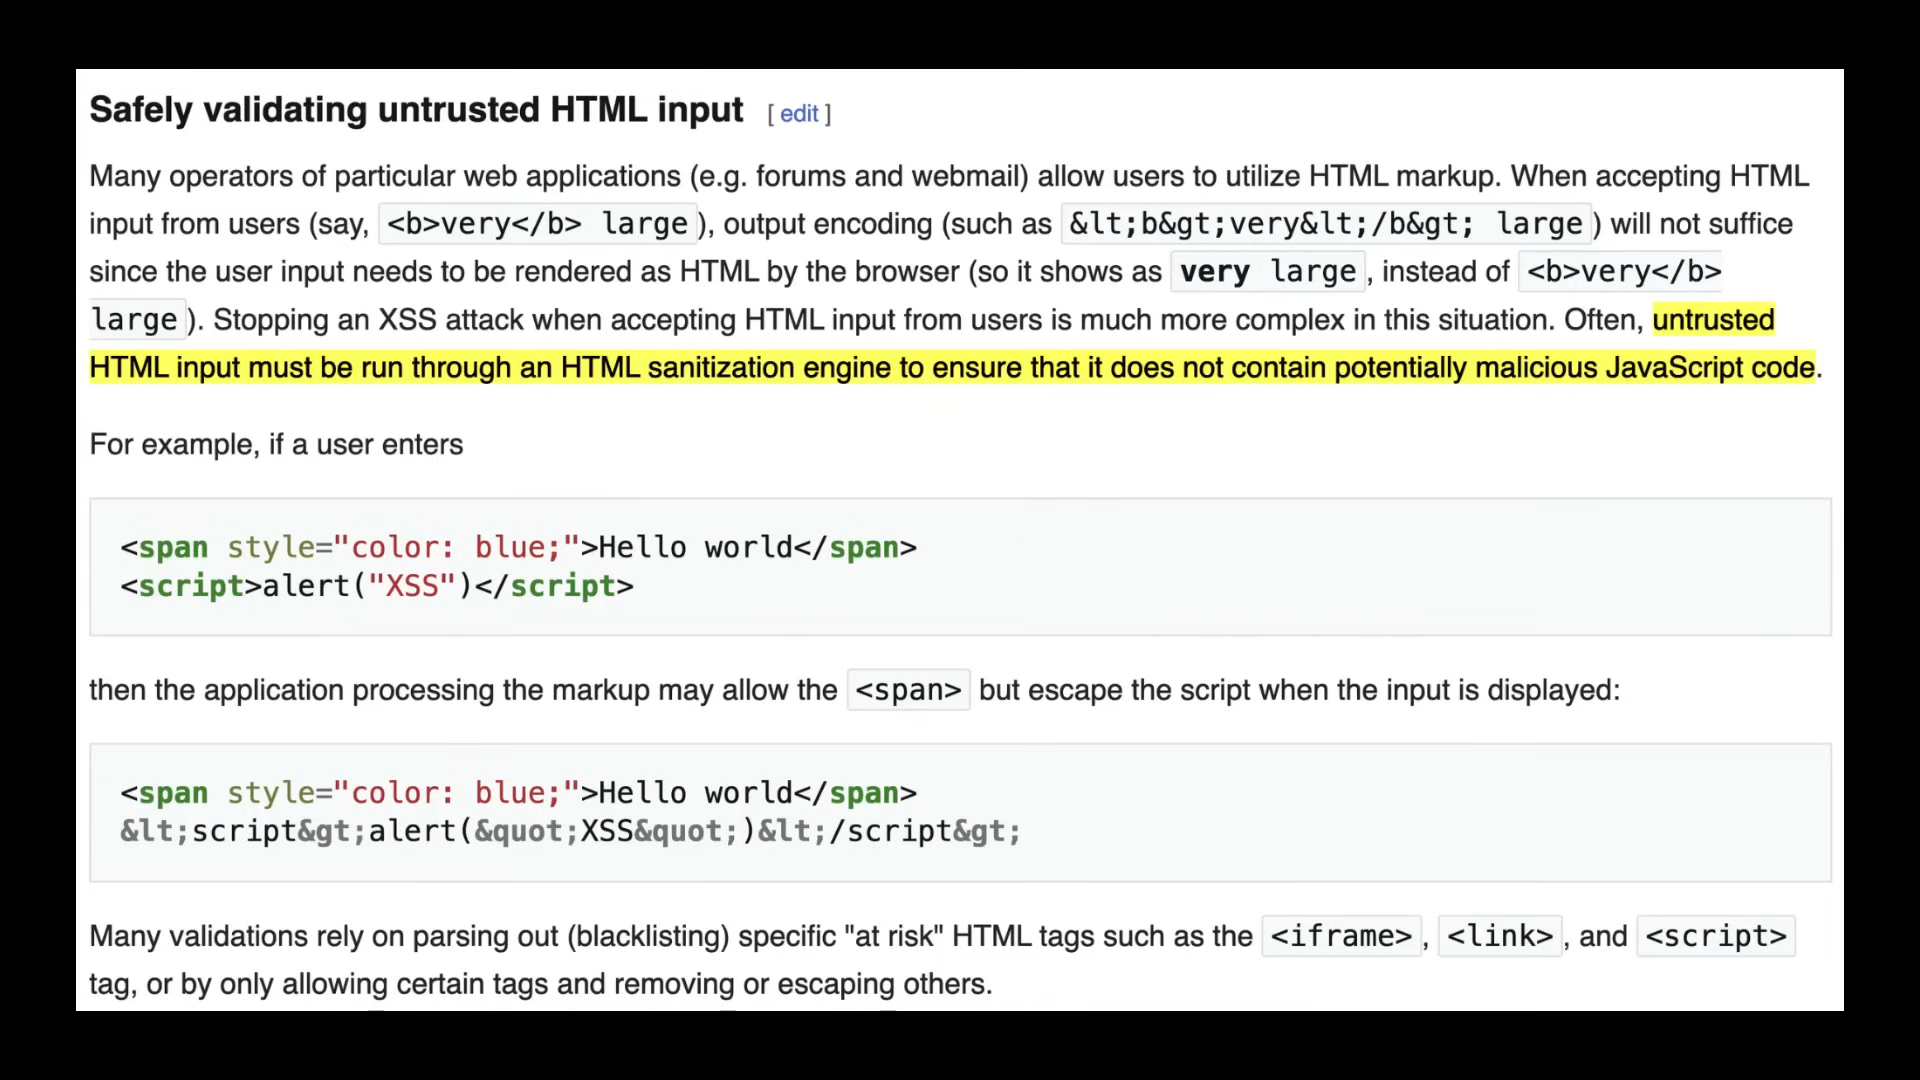 Safely validating untrusted HTML input [ edit ]
Many operators of particular web applications (e.g. forums and webmail) allow users to utilize HTML markup. When accepting HTML
input from users (say, <b>very</b> large), output encoding (such as &lt;b&gt;very&lt;/b&gt; large) will not suffice
since the user input needs to be rendered as HTML by the browser (so it shows as very large, instead of <b>very</b>
large). Stopping an XSS attack when accepting HTML input from users is much more complex in this situation. Often, untrusted
HTML input must be run through an HTML sanitization engine to ensure that it does not contain potentially malicious JavaScript code.
For example, if a user enters
<span style="color: blue;">Hello world</span>
<script>alert("XSS")</script>
then the application processing the markup may allow the <span> but escape the script when the input is displayed:
<span style="color: blue;">Hello world</span>
&lt;script&gt;alert(&quot;XSS&quot;)&lt;/script&gt;
Many validations rely on parsing out (blacklisting) specific "at risk" HTML tags such as the <iframe>, <link>, and <script>
tag, or by only allowing certain tags and removing or escaping others.